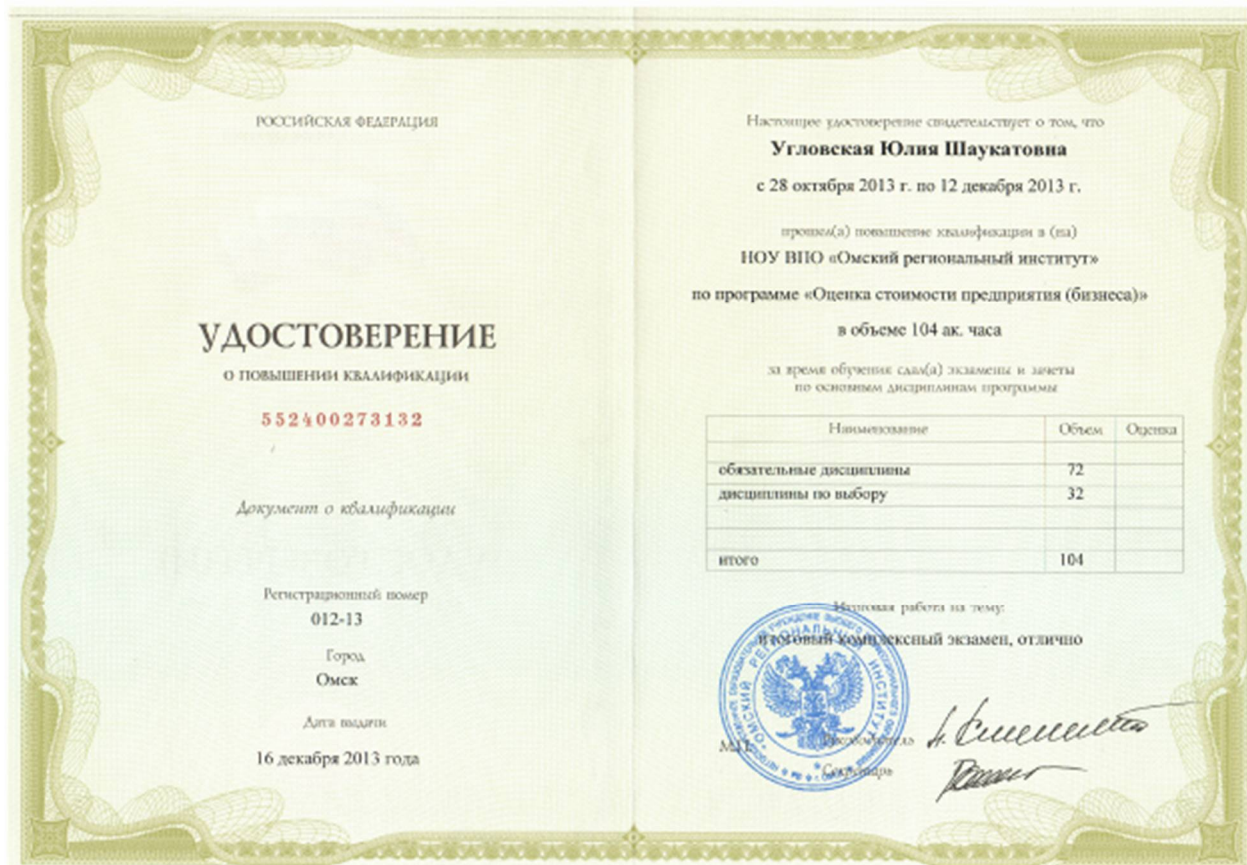 РОССИЙСКАЯ ФЕДЕРАЦИЯ
УДОСТОВЕРЕНИЕ
О ПОВЫШЕНИИ КВАЛИФИКАЦИИ
552400273132
Документ о квалификации
Регистрационный номер
012-13
Город
Омск
Дата выдачи
16 декабря 2013 года
Настоящее удостоверение свидетельствует о том, что
Угловская Юлия Шаукатовна
с 28 октября 2013 г. по 12 декабря 2013 г.
прошел(а) повышение квалификации в (на)
НОУ ВПО «Омский региональный институт»
по программе «Оценка стоимости предприятия (бизнеса)»
в объеме 104 ак. часа
за время обучения сдал(а) экзамены и зачеты
по основным дисциплинам программы
Наименование Объем Оценка
обязательные дисциплины 72
дисциплины по выбору 32
итого 104
Итоговая работа на тему:
итоговый комплексный экзамен, отлично
ОМСКИЙ РЕГИОНАЛЬНЫЙ ИНСТИТУТ
М.П. Руководитель
Секретарь